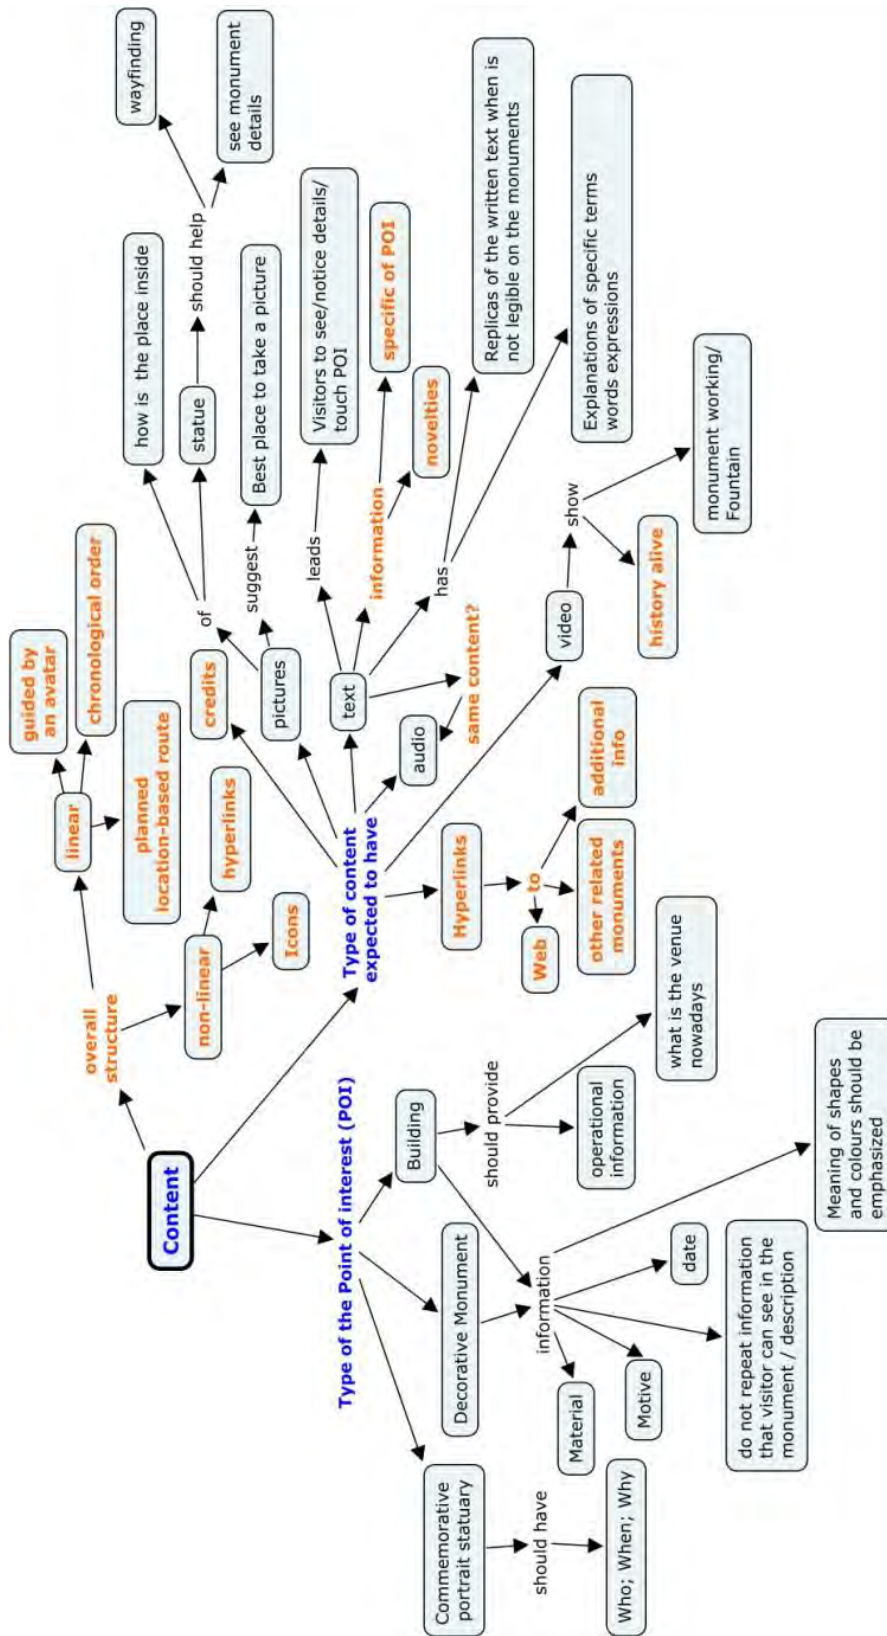 Content
overall
structure
linear
guided by
an avatar
chronological order
planned
location-based route
non-linear
hyperlinks
Icons
Type of content
expected to have
credits
pictures
of
how is  the place inside
statue
should help
wayfinding
see monument
details
suggest
Best place to take a picture
text
leads
Visitors to see/notice details/
touch POI
information
specific of POI
novelties
has
Replicas of the written text when is
not legible on the monuments
Explanations of specific terms
words expressions
same content?
audio
video
show
history alive
monument working/
Fountain
Hyperlinks
to
Web
other related
monuments
additional
info
Type of the Point of interest (POI)
Commemorative
portrait statuary
should have
Who; When; Why
Decorative Monument
Building
should provide
operational
information
what is the venue
nowadays
information
Material
Motive
do not repeat information
that visitor can see in the
monument / description
date
Meaning of shapes
and colours should be
emphasized